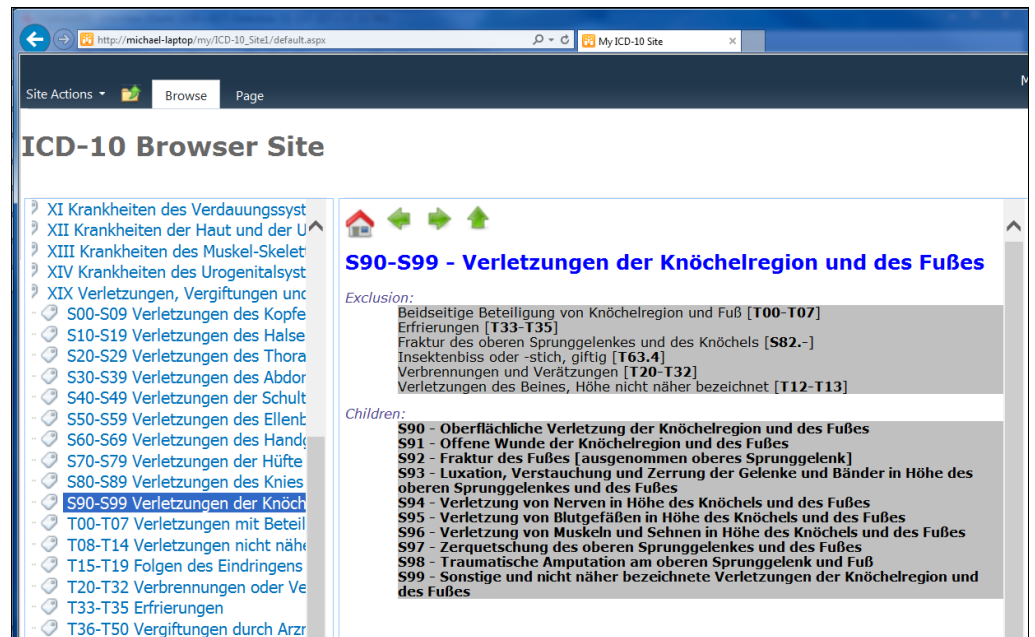 http://michael-laptop/my/ICD-10_Site1/default.aspx
My ICD-10 Site
Site Actions
Browse
Page
M
ICD-10 Browser Site
XI Krankheiten des Verdauungssyst
XII Krankheiten der Haut und der U
XIII Krankheiten des Muskel-Skelet
XIV Krankheiten des Urogenitalsyst
XIX Verletzungen, Vergiftungen und
S00-S09 Verletzungen des Kopfe
S10-S19 Verletzungen des Halse
S20-S29 Verletzungen des Thora
S30-S39 Verletzungen des Abdor
S40-S49 Verletzungen der Schult
S50-S59 Verletzungen des Ellenb
S60-S69 Verletzungen des Handg
S70-S79 Verletzungen der Hüfte
S80-S89 Verletzungen des Knies
S90-S99 Verletzungen der Knöch
T00-T07 Verletzungen mit Beteil
T08-T14 Verletzungen nicht nähe
T15-T19 Folgen des Eindringens
T20-T32 Verbrennungen oder Ve
T33-T35 Erfrierungen
T36-T50 Vergiftungen durch Arzr
S90-S99 - Verletzungen der Knöchelregion und des Fußes
Exclusion:
Beidseitige Beteiligung von Knöchelregion und Fuß [T00-T07]
Erfrierungen [T33-T35]
Fraktur des oberen Sprunggelenkes und des Knöchels [S82.-]
Insektenbiss oder -stich, giftig [T63.4]
Verbrennungen und Verätzungen [T20-T32]
Verletzungen des Beines, Höhe nicht näher bezeichnet [T12-T13]
Children:
S90 - Oberflächliche Verletzung der Knöchelregion und des Fußes
S91 - Offene Wunde der Knöchelregion und des Fußes
S92 - Fraktur des Fußes [ausgenommen oberes Sprunggelenk]
S93 - Luxation, Verstauchung und Zerrung der Gelenke und Bänder in Höhe des
oberen Sprunggelenkes und des Fußes
S94 - Verletzung von Nerven in Höhe des Knöchels und des Fußes
S95 - Verletzung von Blutgefäßen in Höhe des Knöchels und des Fußes
S96 - Verletzung von Muskeln und Sehnen in Höhe des Knöchels und des Fußes
S97 - Zerquetschung des oberen Sprunggelenkes und des Fußes
S98 - Traumatische Amputation am oberen Sprunggelenk und Fuß
S99 - Sonstige und nicht näher bezeichnete Verletzungen der Knöchelregion und
des Fußes